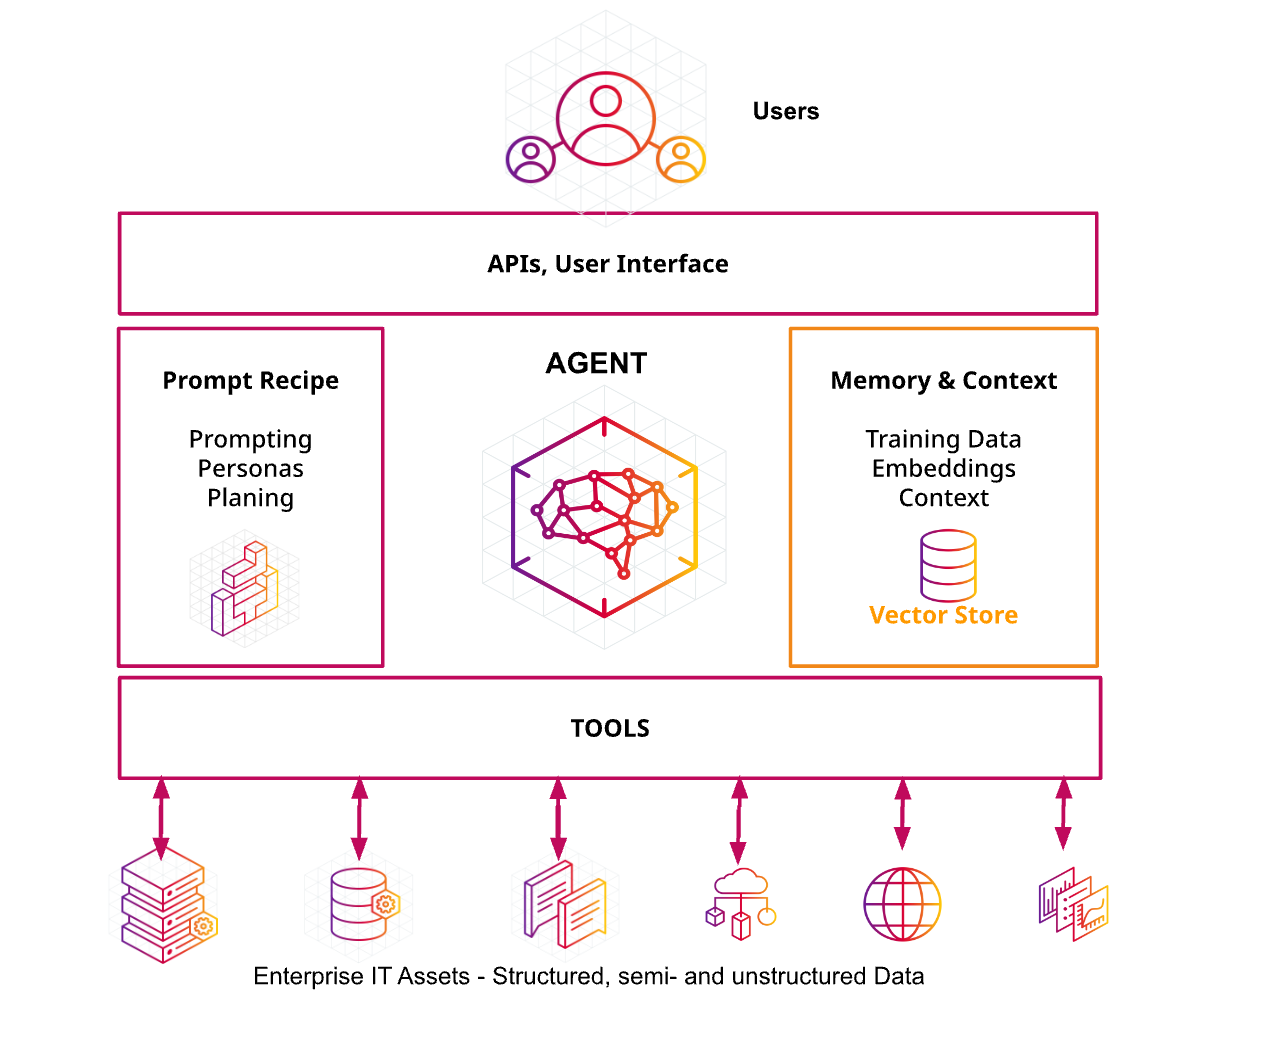 Users
APIs, User Interface
Prompt Recipe
Prompting
Personas
Planing
AGENT
Memory & Context
Training Data
Embeddings
Context
Vector Store
TOOLS
Enterprise IT Assets - Structured, semi- and unstructured Data